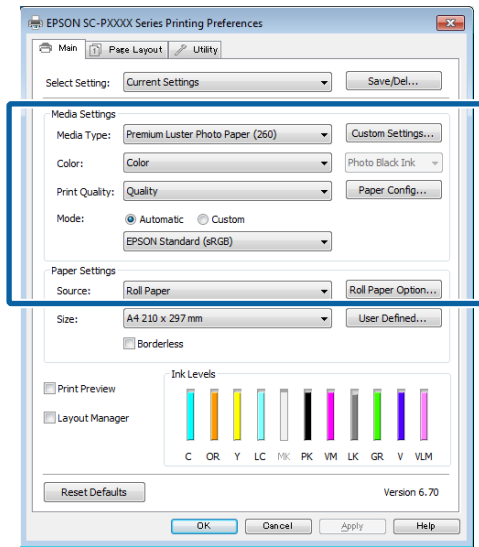 EPSON SC-PXXXX Series Printing Preferences
Main Page Layout Utility
Select Setting: Current Settings Save/Del...
Media Settings
Media Type: Premium Luster Photo Paper (260) Custom Settings...
Color: Color Photo Black Ink
Print Quality: Quality Paper Config...
Mode: Automatic Custom
EPSON Standard (sRGB)
Paper Settings
Source: Roll Paper Roll Paper Option...
Size: A4 210 x 297 mm User Defined...
Borderless
Ink Levels
Print Preview
Layout Manager
C OR Y LC MK PK VM LK GR V VLM
Reset Defaults Version 6.70
OK Cancel Apply Help